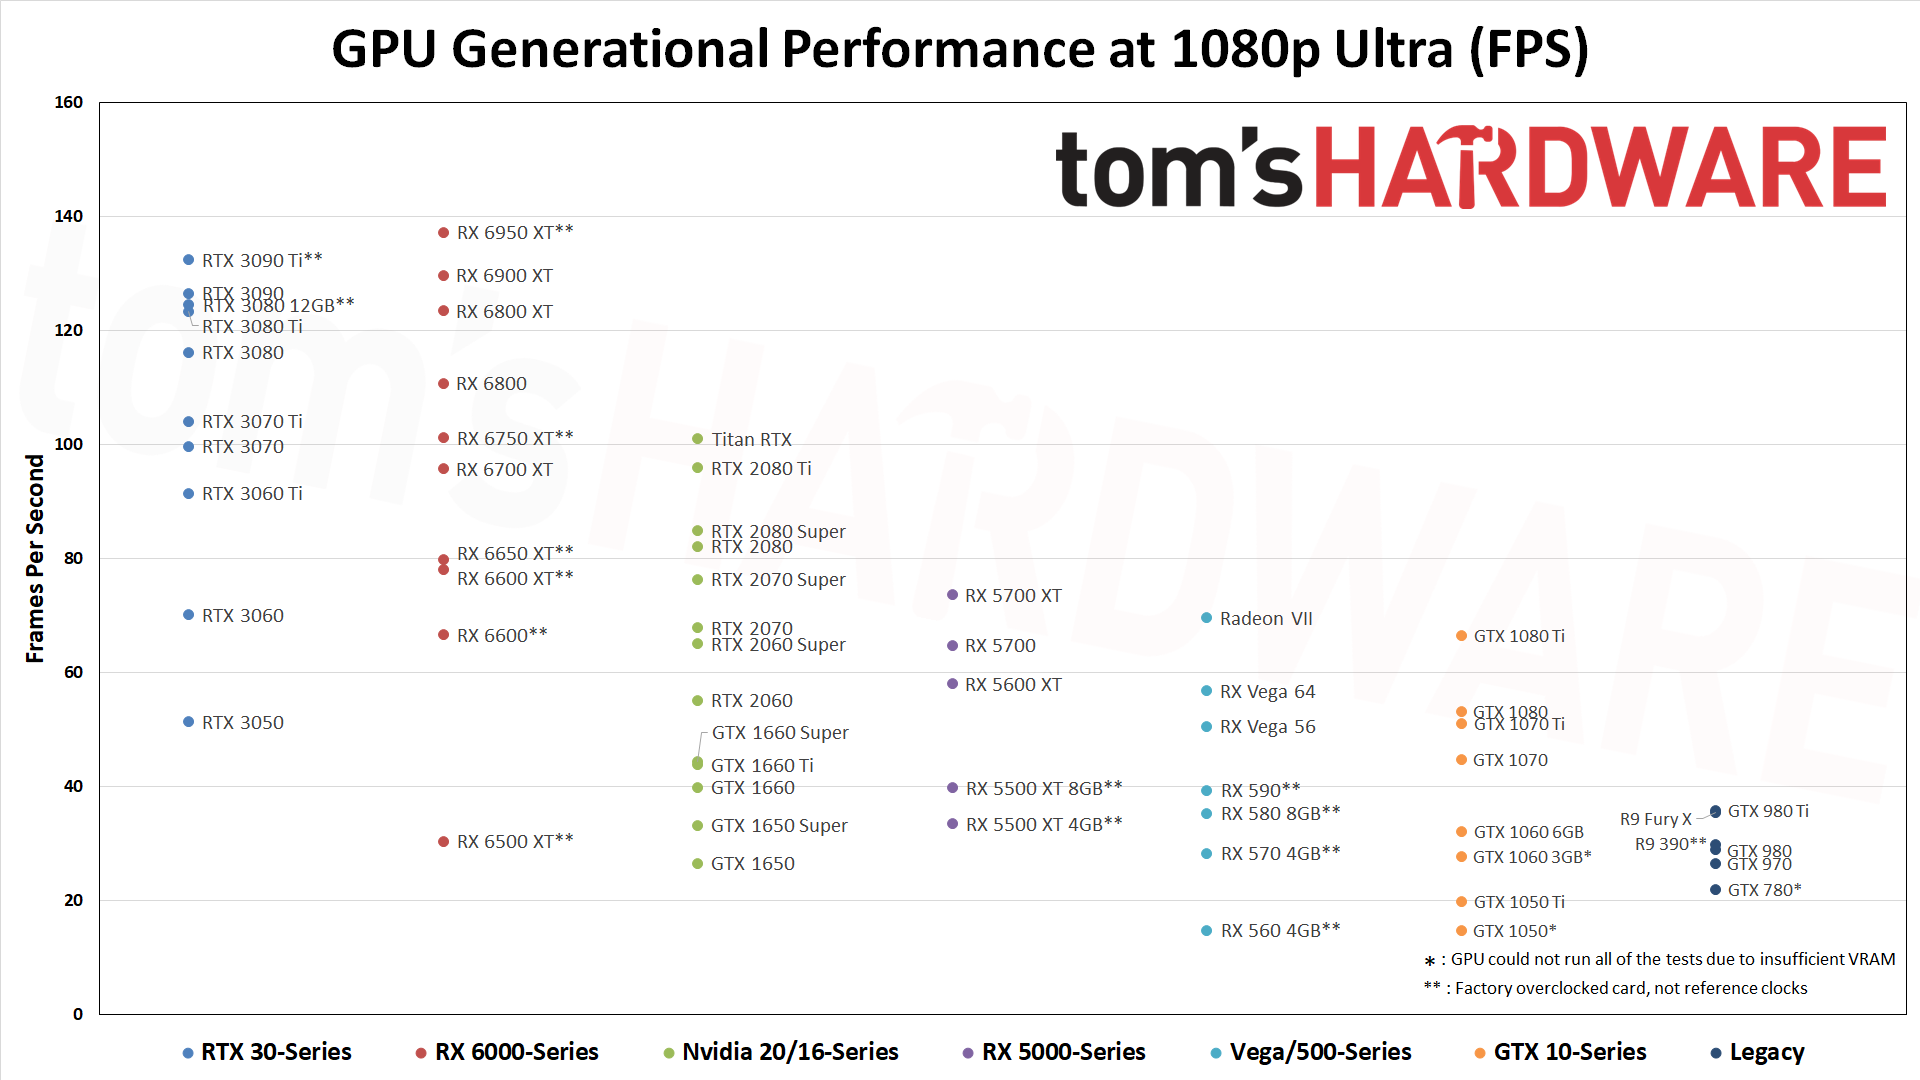 GPU Generational Performance at 1080p Ultra (FPS)
tom'sHARDWARE
Frames Per Second
160
140
120
100
80
60
40
20
0
RTX 3090 Ti**
RTX 3090
RTX 3080 12GB**
RTX 3080 Ti
RTX 3080
RTX 3070 Ti
RTX 3070
RTX 3060 Ti
RTX 3060
RTX 3050
RX 6950 XT**
RX 6900 XT
RX 6800 XT
RX 6800
RX 6750 XT**
RX 6700 XT
RX 6650 XT**
RX 6600 XT**
RX 6600**
RX 6500 XT**
Titan RTX
RTX 2080 Ti
RTX 2080 Super
RTX 2080
RTX 2070 Super
RTX 2070
RTX 2060 Super
RTX 2060
GTX 1660 Super
GTX 1660 Ti
GTX 1660
GTX 1650 Super
GTX 1650
RX 5700 XT
RX 5700
RX 5600 XT
RX 5500 XT 8GB**
RX 5500 XT 4GB**
Radeon VII
RX Vega 64
RX Vega 56
RX 590**
RX 580 8GB**
RX 570 4GB**
RX 560 4GB**
GTX 1080 Ti
GTX 1080
GTX 1070 Ti
GTX 1070
GTX 1060 6GB
GTX 1060 3GB*
GTX 1050 Ti
GTX 1050*
GTX 980 Ti
R9 Fury X
R9 390**
GTX 980
GTX 970
GTX 780*
* : GPU could not run all of the tests due to insufficient VRAM
** : Factory overclocked card, not reference clocks
RTX 30-Series
RX 6000-Series
Nvidia 20/16-Series
RX 5000-Series
Vega/500-Series
GTX 10-Series
Legacy
tom'sHARDWARE